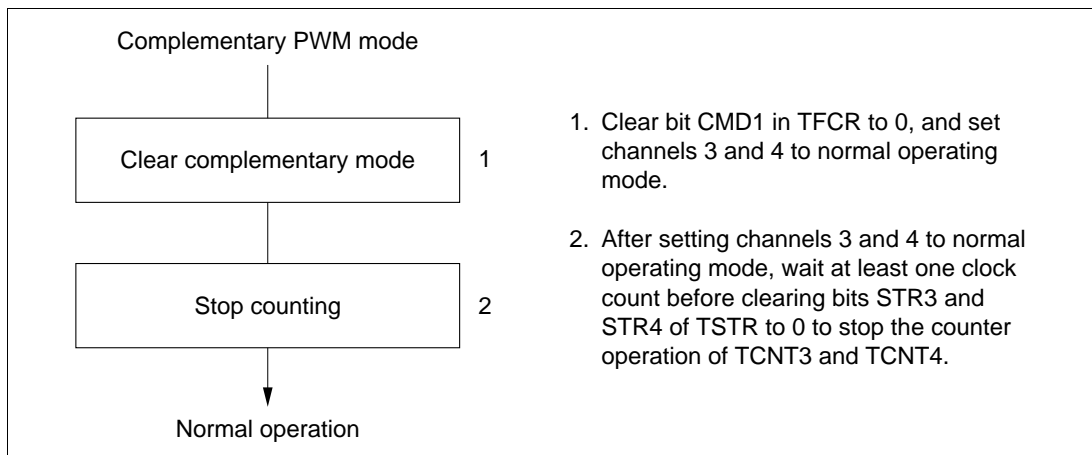 Complementary PWM mode
Clear complementary mode
1
Stop counting
2
Normal operation
1. Clear bit CMD1 in TFCR to 0, and set
channels 3 and 4 to normal operating
mode.
2. After setting channels 3 and 4 to normal
operating mode, wait at least one clock
count before clearing bits STR3 and
STR4 of TSTR to 0 to stop the counter
operation of TCNT3 and TCNT4.